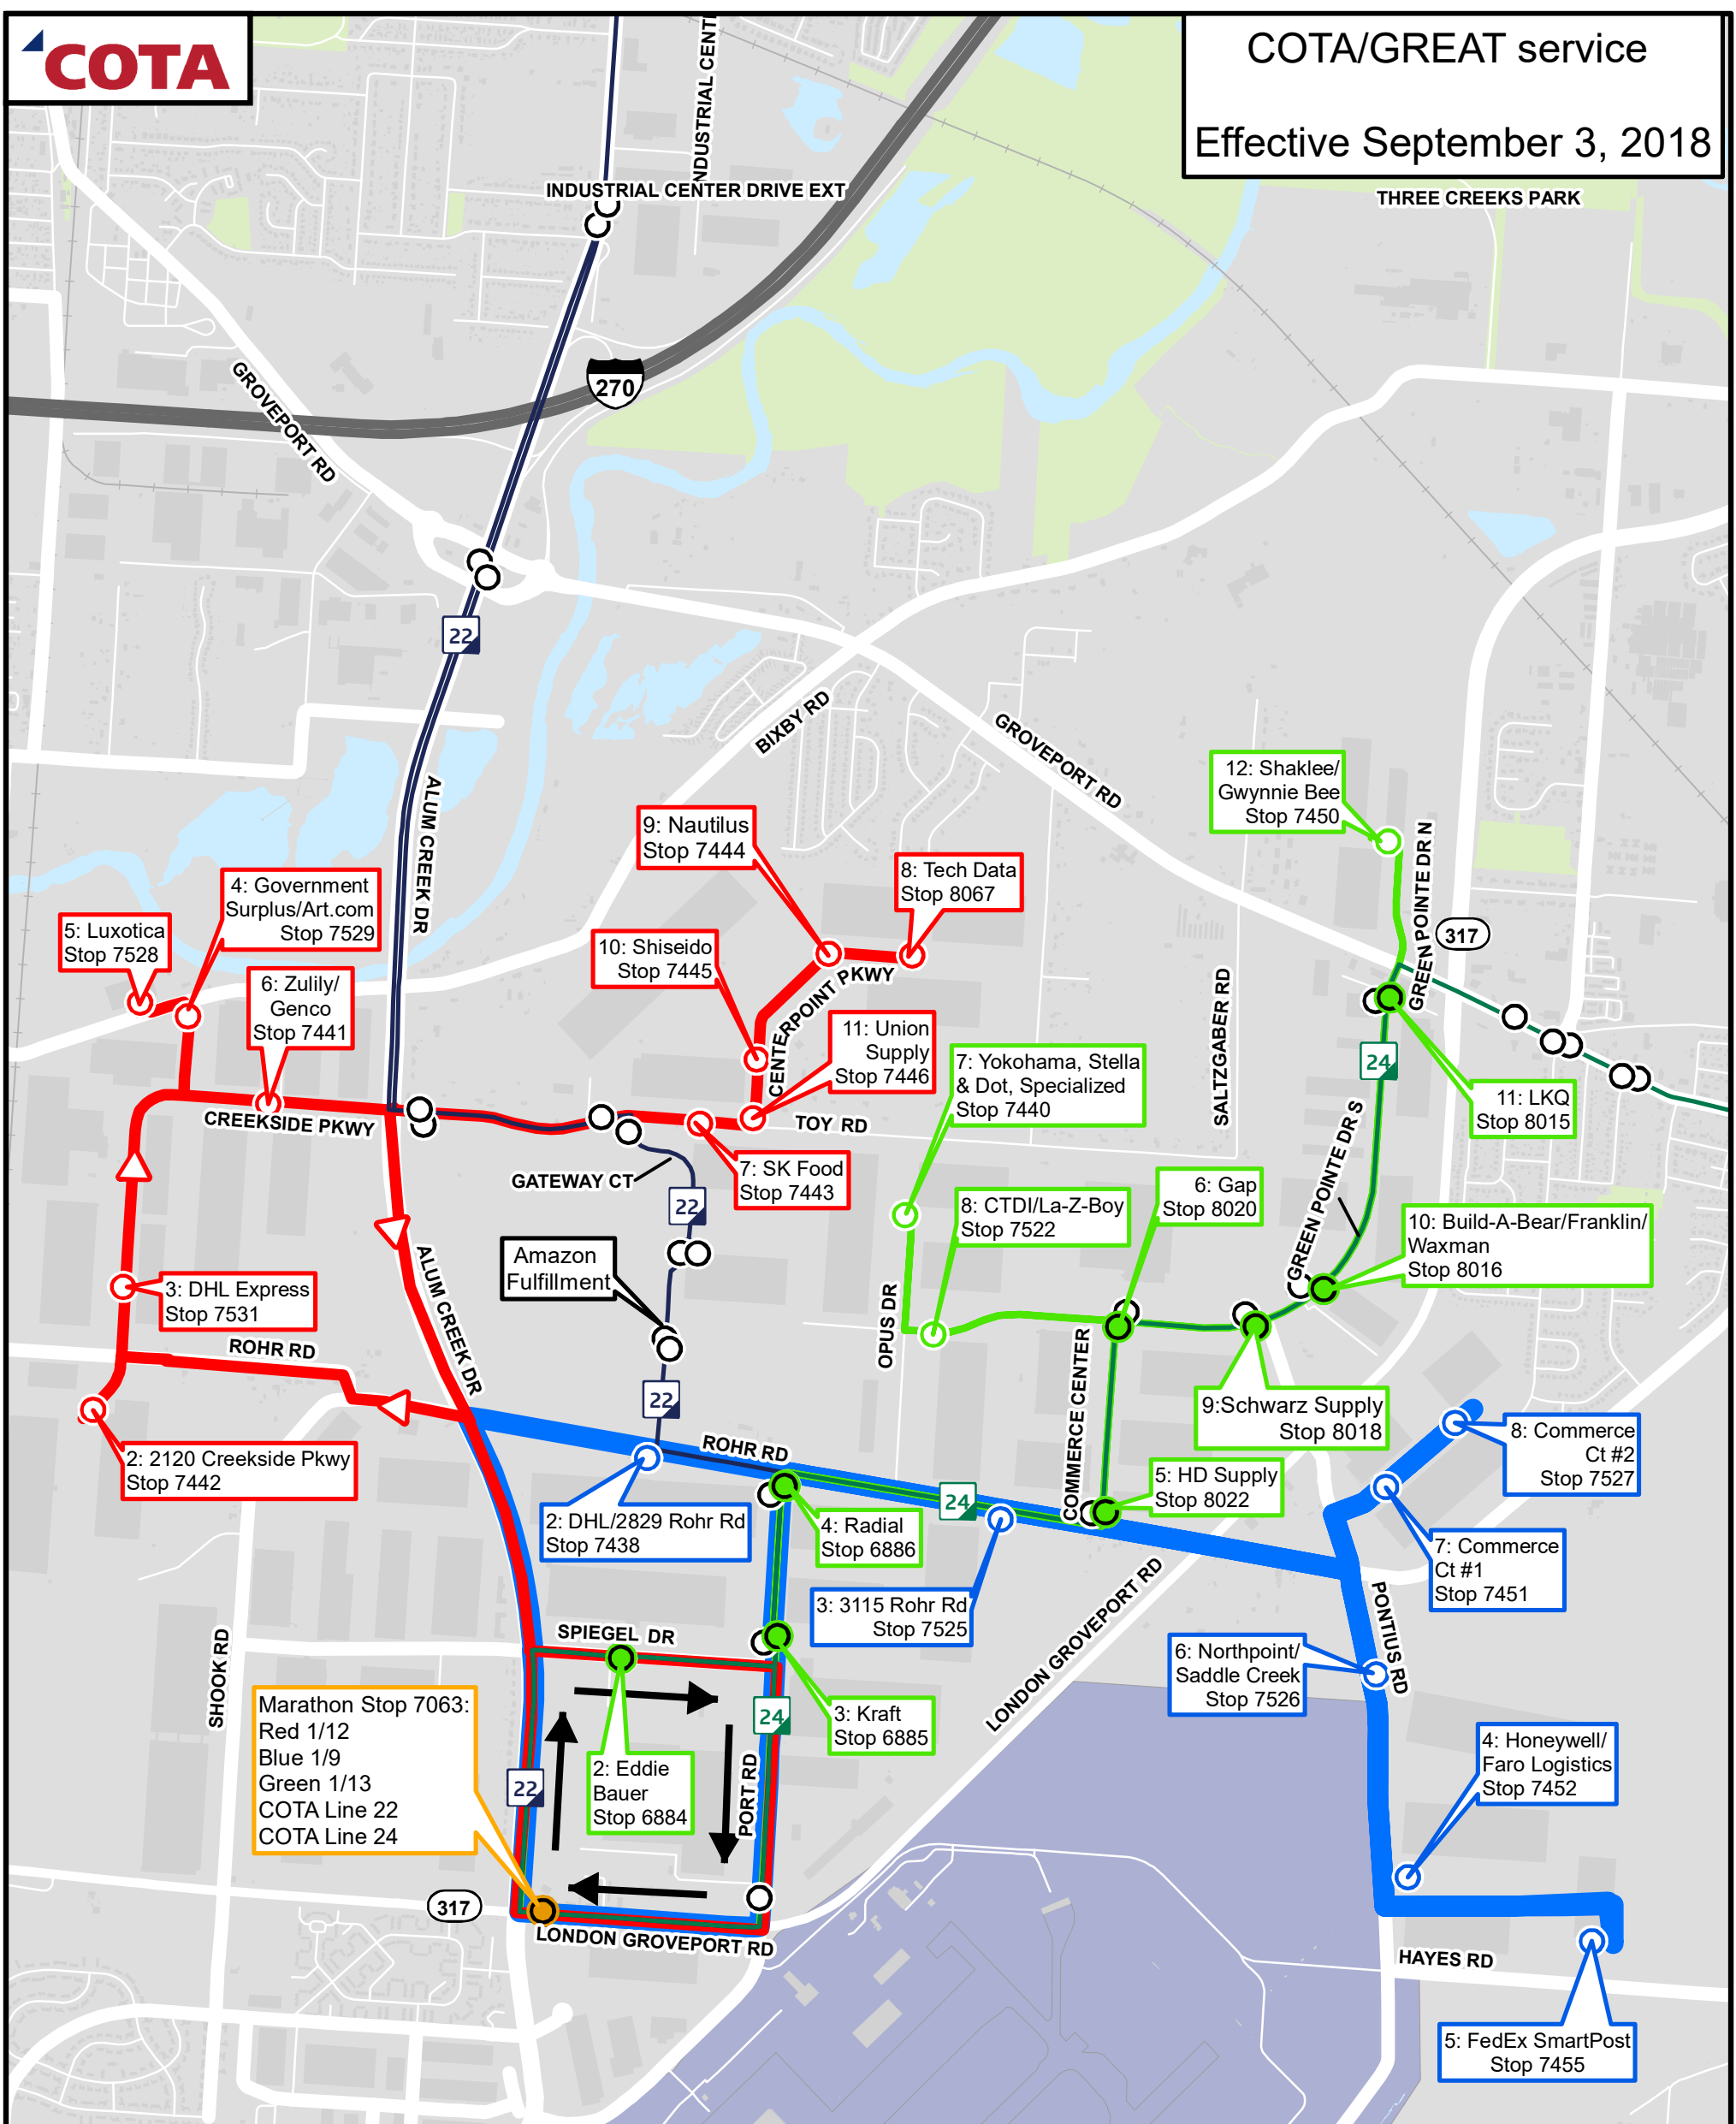 COTA
COTA/GREAT service
Effective September 3, 2018
INDUSTRIAL CENT
INDUSTRIAL CENTER DRIVE EXT
THREE CREEKS PARK
270
GROVEPORT RD
22
BIXBY RD
GROVEPORT RD
ALUM CREEK DR
12: Shaklee/
Gwynnie Bee
Stop 7450
GREEN POINTE DR N
317
9: Nautilus
Stop 7444
8: Tech Data
Stop 8067
4: Government
Surplus/Art.com
Stop 7529
5: Luxotica
Stop 7528
10: Shiseido
Stop 7445
CENTERPOINT PKWY
6: Zulily/
Genco
Stop 7441
11: Union
Supply
Stop 7446
7: Yokohama, Stella
& Dot, Specialized
Stop 7440
SALTZGABER RD
24
11: LKQ
Stop 8015
CREEKSIDE PKWY
TOY RD
GATEWAY CT
7: SK Food
Stop 7443
22
8: CTDI/La-Z-Boy
Stop 7522
6: Gap
Stop 8020
GREEN POINTE DR S
10: Build-A-Bear/Franklin/
Waxman
Stop 8016
Amazon
Fulfillment
3: DHL Express
Stop 7531
ROHR RD
ALUM CREEK DR
OPUS DR
COMMERCE CENTER
22
9:Schwarz Supply
Stop 8018
8: Commerce
Ct #2
Stop 7527
2: 2120 Creekside Pkwy
Stop 7442
ROHR RD
24
5: HD Supply
Stop 8022
2: DHL/2829 Rohr Rd
Stop 7438
4: Radial
Stop 6886
7: Commerce
Ct #1
Stop 7451
3: 3115 Rohr Rd
Stop 7525
LONDON GROVEPORT RD
PONTIUS RD
SHOOK RD
SPIEGEL DR
6: Northpoint/
Saddle Creek
Stop 7526
Marathon Stop 7063:
Red 1/12
Blue 1/9
Green 1/13
COTA Line 22
COTA Line 24
24
3: Kraft
Stop 6885
22
2: Eddie
Bauer
Stop 6884
PORT RD
4: Honeywell/
Faro Logistics
Stop 7452
317
LONDON GROVEPORT RD
HAYES RD
5: FedEx SmartPost
Stop 7455